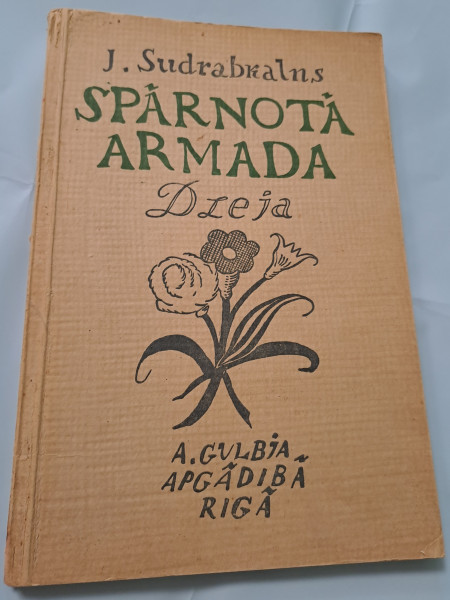 J. Sudrabkalns
SPĀRNOTĀ
ARMADA
Dzeja
A. GULBJA
APGĀDIBĀ
RIGĀ